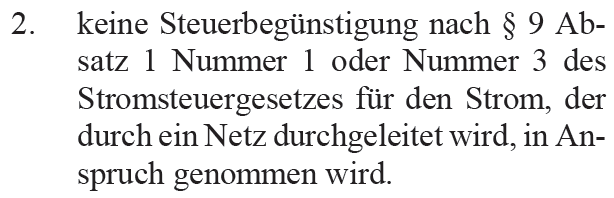 2. keine Steuerbegünstigung nach § 9 Ab-
satz 1 Nummer 1 oder Nummer 3 des
Stromsteuergesetzes für den Strom, der
durch ein Netz durchgeleitet wird, in An-
spruch genommen wird.